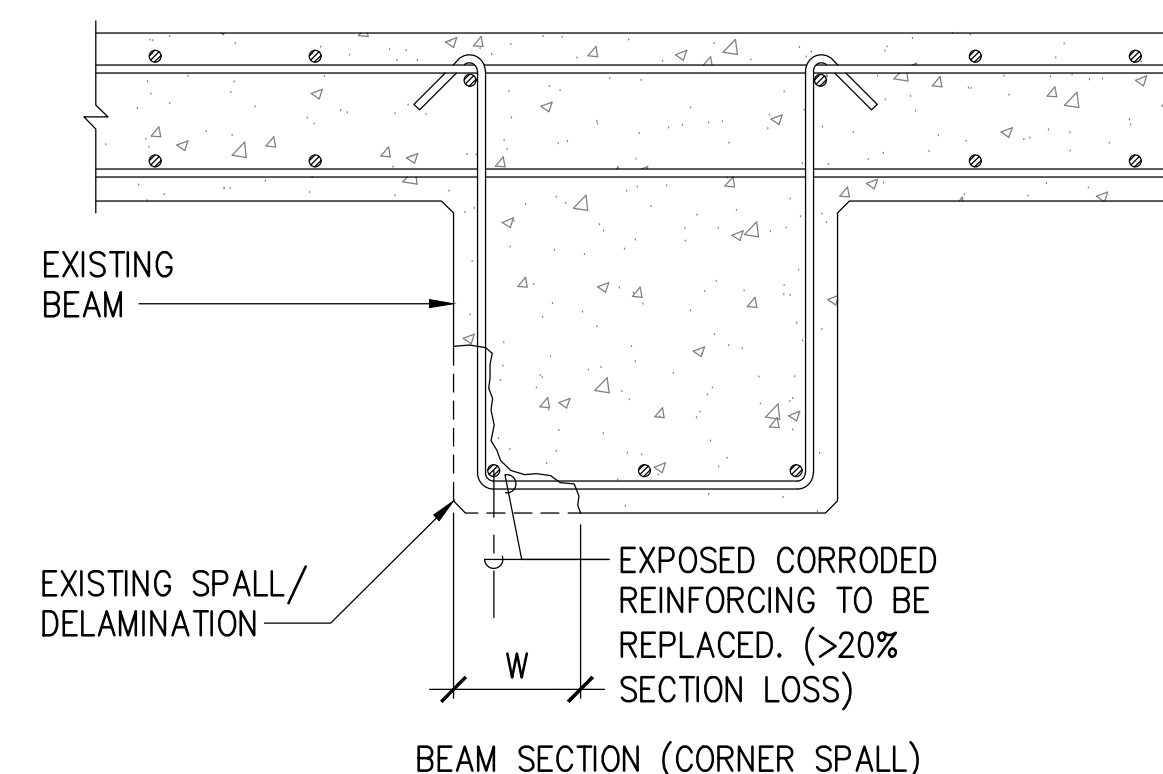 EXISTING
BEAM
EXISTING SPALL/
DELAMINATION
W
EXPOSED CORRODED
REINFORCING TO BE
REPLACED. (>20%
SECTION LOSS)
BEAM SECTION (CORNER SPALL)